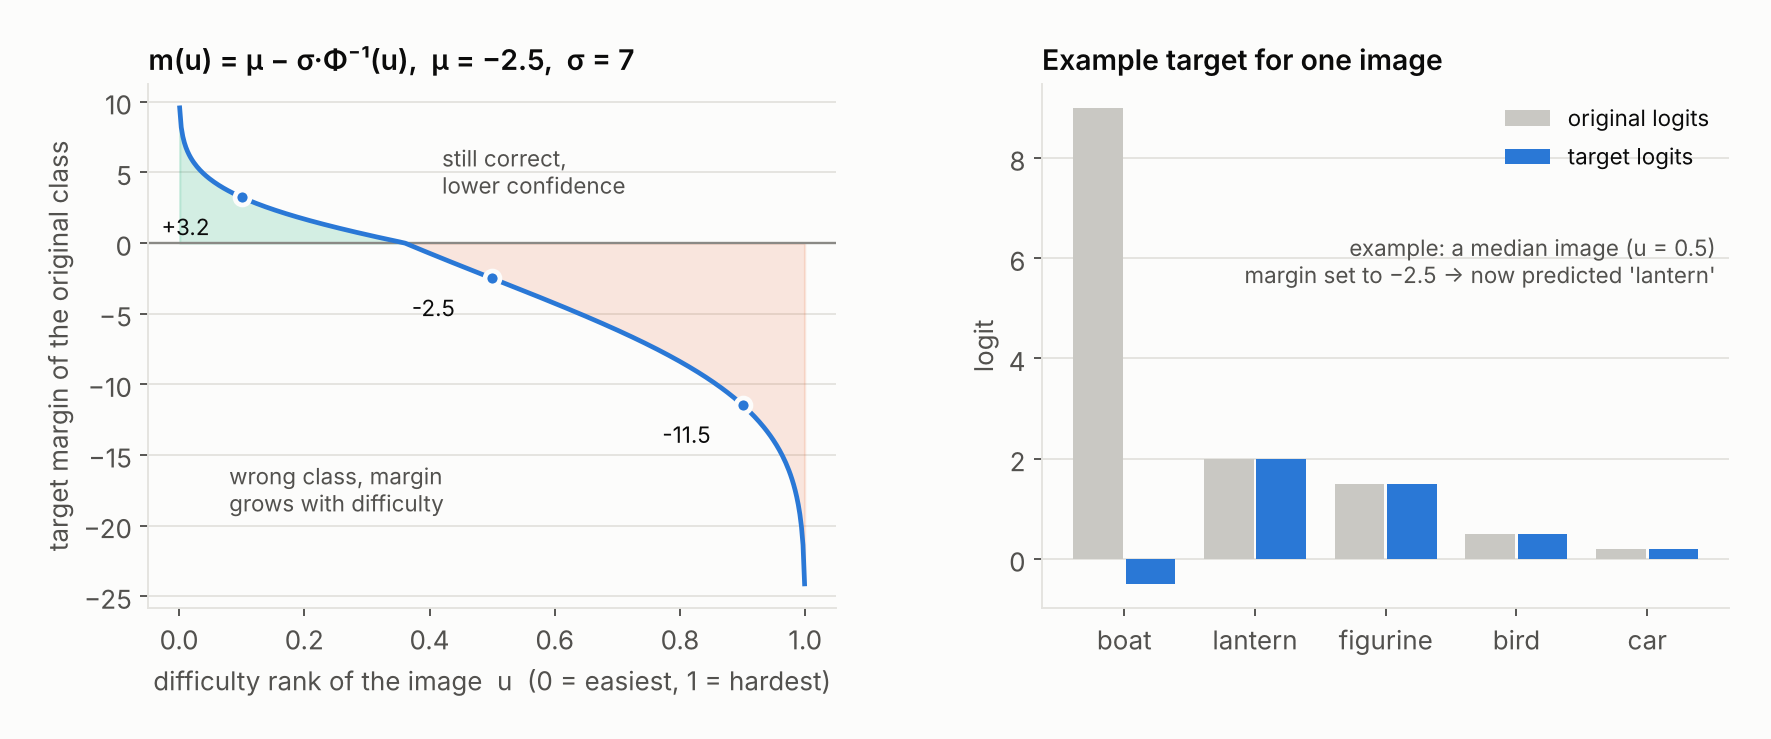 m(u) = μ − σ·Φ⁻¹(u),  μ = −2.5,  σ = 7
target margin of the original class
10
5
0
−5
−10
−15
−20
−25
still correct,
lower confidence
+3.2
-2.5
-11.5
wrong class, margin
grows with difficulty
0.0 0.2 0.4 0.6 0.8 1.0
difficulty rank of the image  u  (0 = easiest, 1 = hardest)
Example target for one image
original logits
target logits
example: a median image (u = 0.5)
margin set to −2.5 → now predicted 'lantern'
logit
8
6
4
2
0
boat lantern figurine bird car